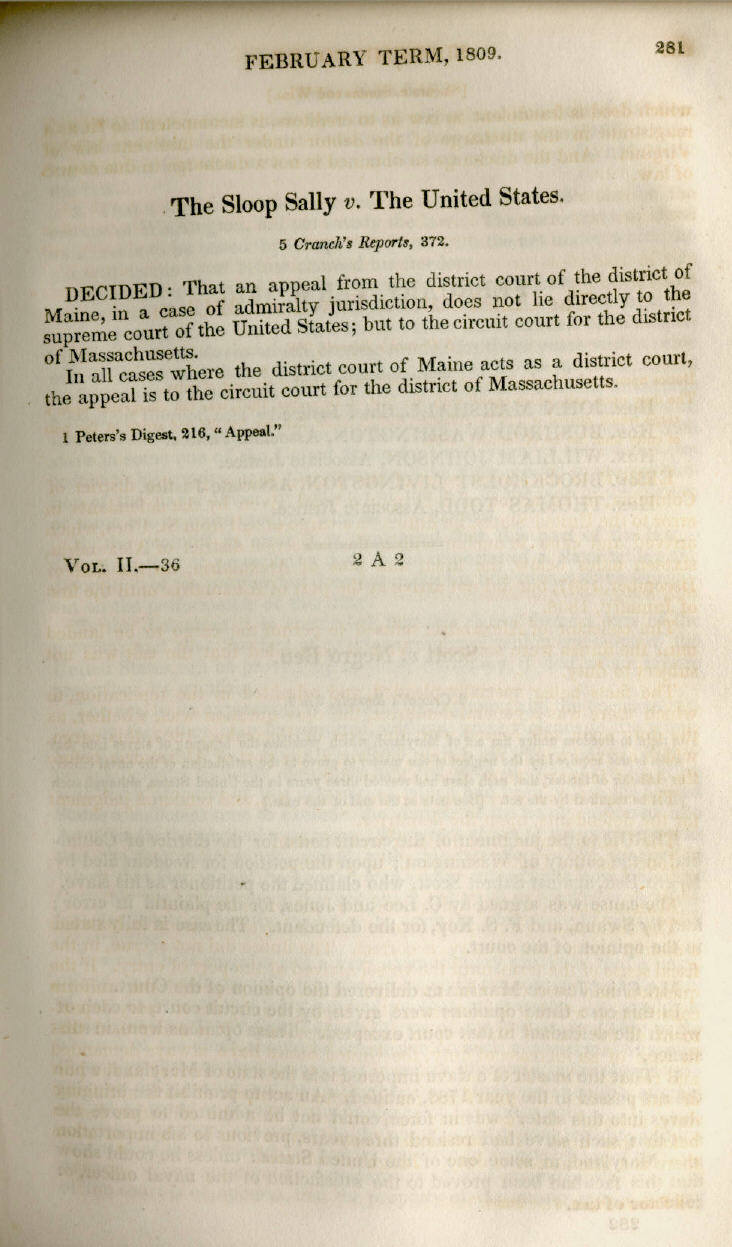 FEBRUARY TERM, 1809. 281
The Sloop Sally v. The United States.
5 Cranch's Reports, 372.
DECIDED: That an appeal from the district court of the district of
Maine, in a case of admiralty jurisdiction, does not lie directly to the
supreme court of the United States; but to the circuit court for the district
of Massachusetts.
In all cases where the district court of Maine acts as a district court,
the appeal is to the circuit court for the district of Massachusetts.
1 Peters's Digest, 216, "Appeal."
VOL. II.—36 2 A 2